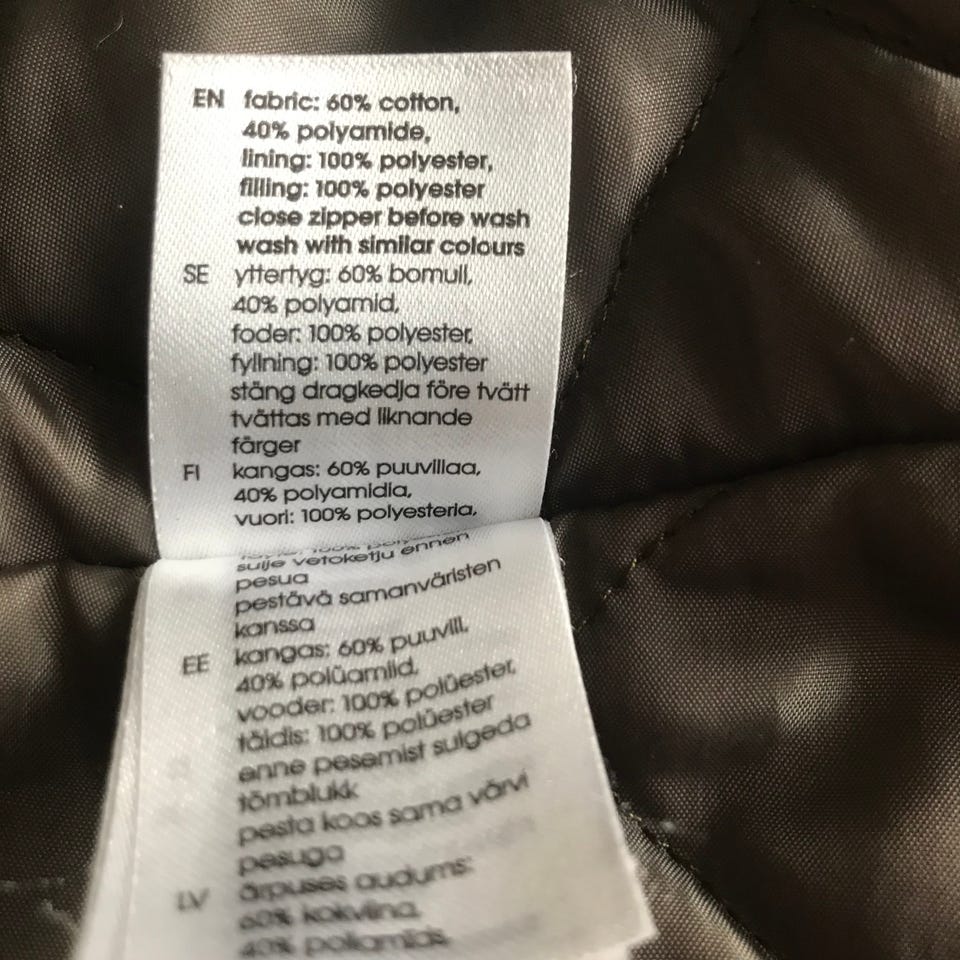 EN fabric: 60% cotton,
40% polyamide,
lining: 100% polyester,
filling: 100% polyester
close zipper before wash
wash with similar colours
SE yttertyg: 60% bomull,
40% polyamid,
foder: 100% polyester,
fyllning: 100% polyester
stäng dragkedja före tvätt
tvättas med liknande
färger
FI kangas: 60% puuvillaa,
40% polyamidia,
vuori: 100% polyesteria,
sulje vetoketju ennen
pesua
pestävä samanväristen
kanssa
EE kangas: 60% puuvill,
40% polüamiid,
vooder: 100% polüester,
täidis: 100% polüester
enne pesemist sulgeda
tõmblukk
pesta koos sama värvi
pesuga
LV ārpuses audums:
60% kokvilna,
40% poliamīds,